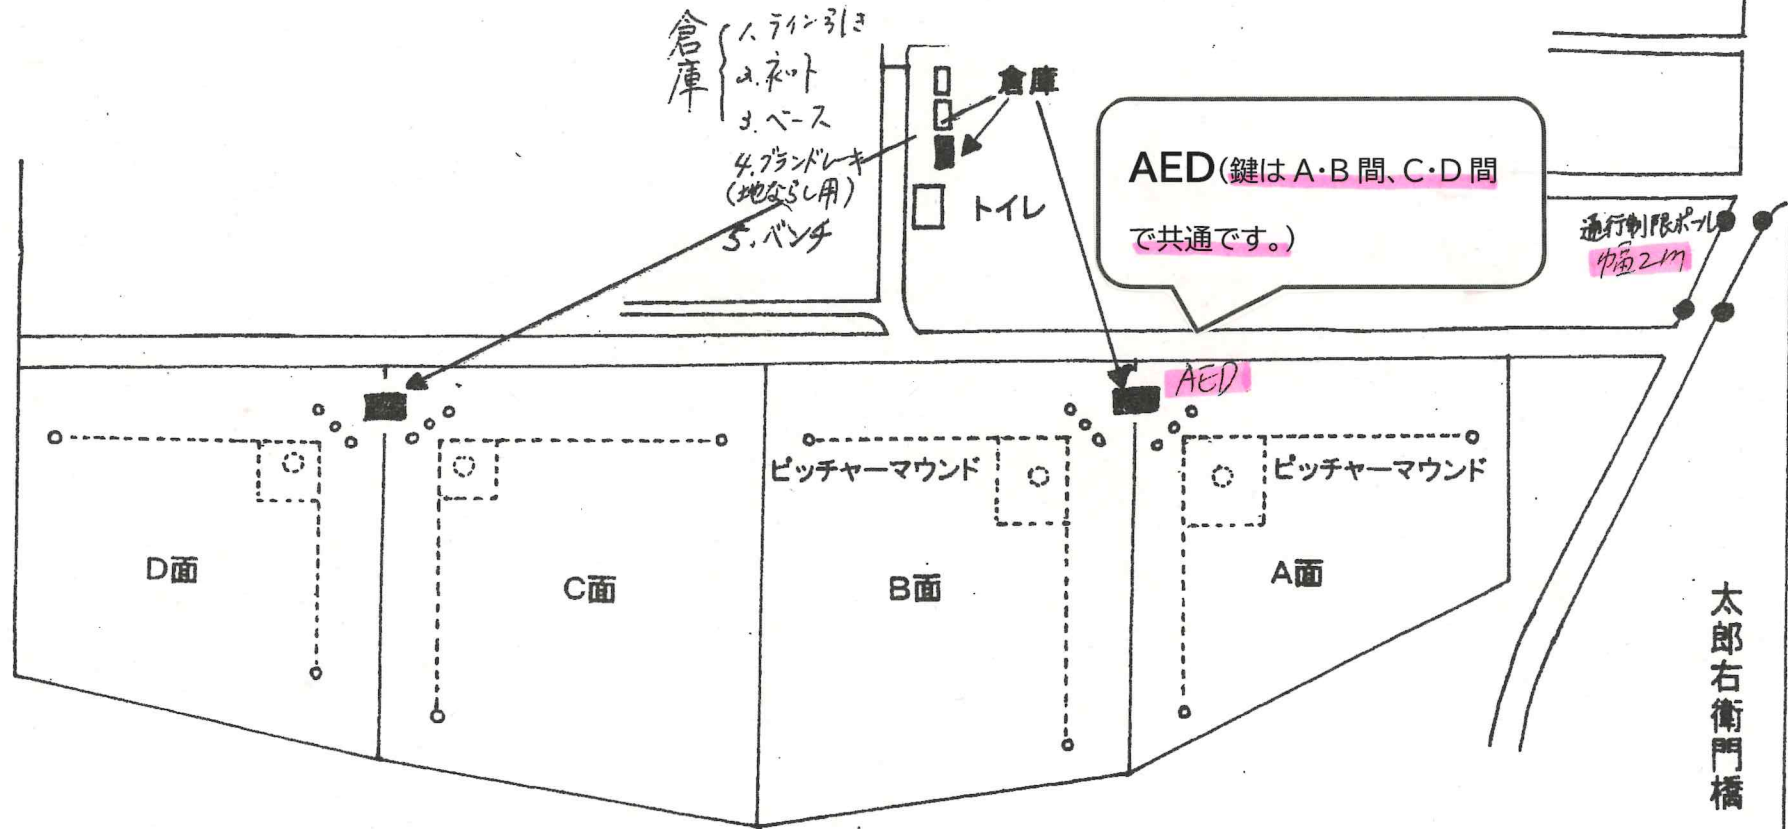 倉庫
1. ライン引き
2. ネット
3. ベース
4. グランドレーキ
(地ならし用)
5. ベンチ
倉庫
トイレ
AED(鍵は A・B 間、C・D 間
で共通です。)
通行制限ポール
幅2m
AED
ピッチャーマウンド
ピッチャーマウンド
D面
C面
B面
A面
太郎右衛門橋